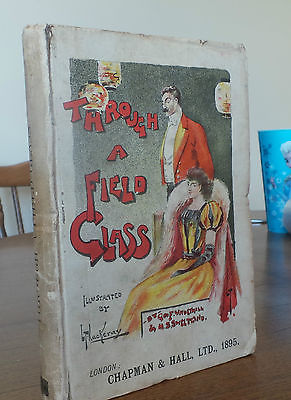 THROUGH
A
FIELD
GLASS
ILLUSTRATED
BY
LONDON:
CHAPMAN & HALL, LTD., 1895.